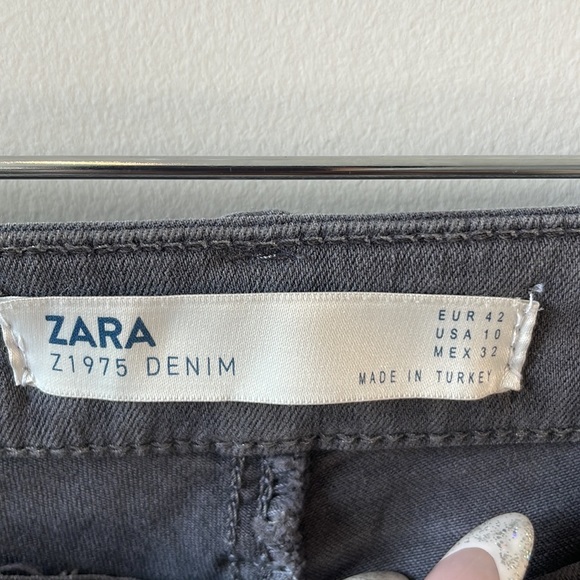 ZARA
Z1975 DENIM
EUR 42
USA 10
MEX 32
MADE IN TURKEY